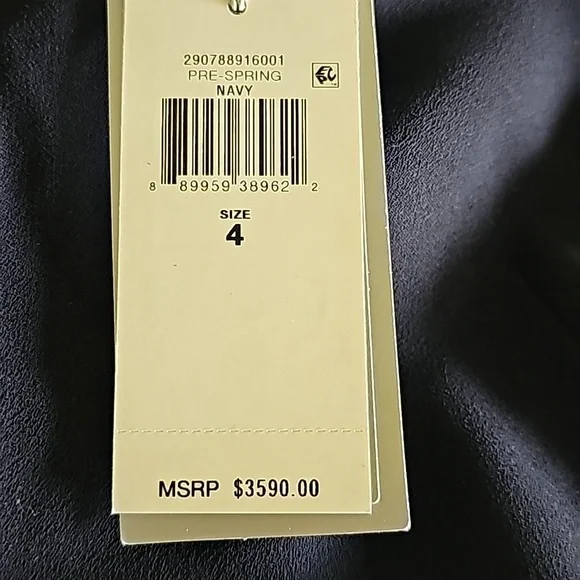 290788916001
PRE-SPRING
NAVY
8 89959 38962 2
SIZE
4
MSRP $3590.00